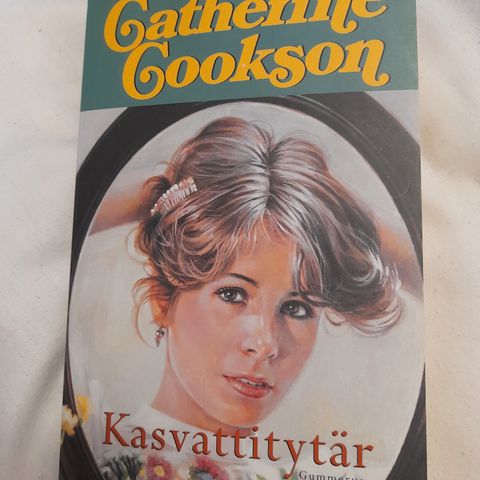 Catherine
Cookson
Kasvattitytär
Gummerus